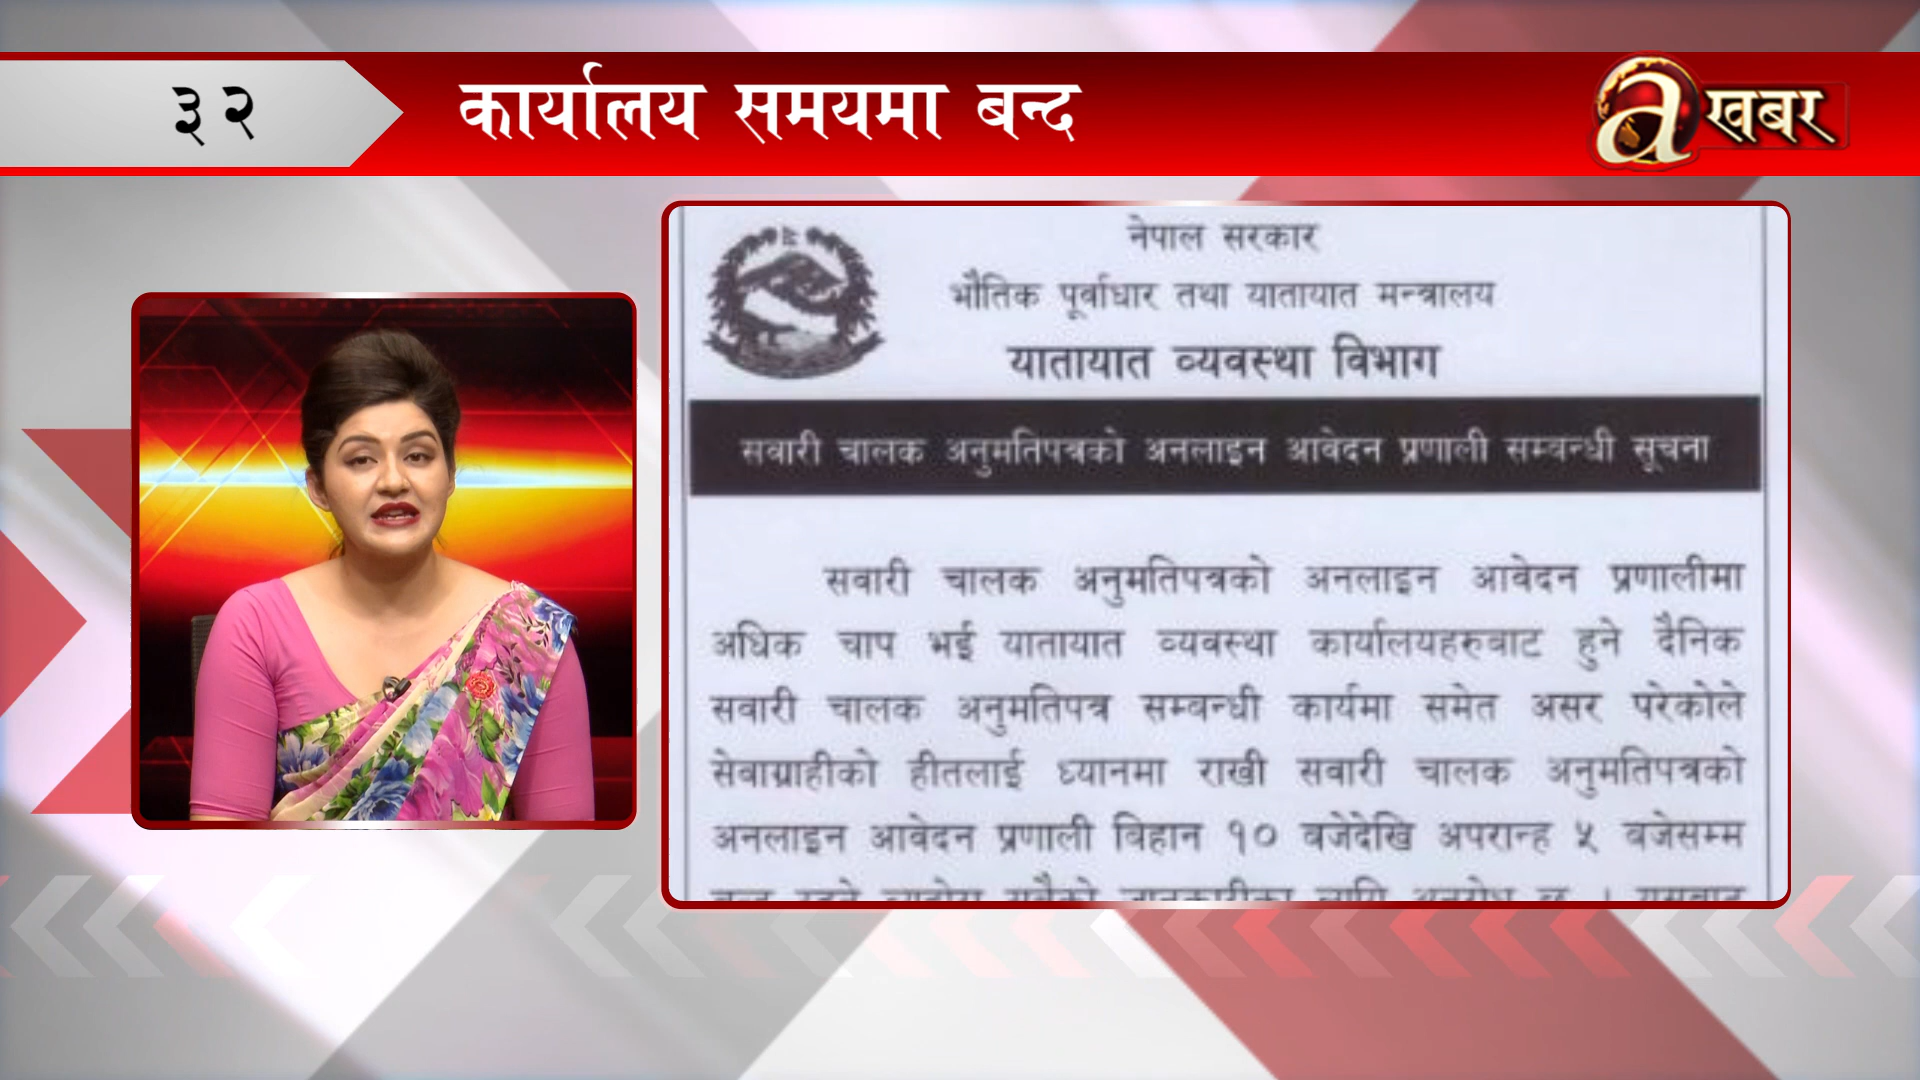 ३२
कार्यालय समयमा बन्द
a खबर
नेपाल सरकार
भौतिक पूर्वाधार तथा यातायात मन्त्रालय
यातायात व्यवस्था विभाग
सवारी चालक अनुमतिपत्रको अनलाइन आवेदन प्रणाली सम्बन्धी सूचना
सवारी चालक अनुमतिपत्रको अनलाइन आवेदन प्रणालीमा
अधिक चाप भई यातायात व्यवस्था कार्यालयहरुबाट हुने दैनिक
सवारी चालक अनुमतिपत्र सम्बन्धी कार्यमा समेत असर परेकोले
सेवाग्राहीको हीतलाई ध्यानमा राखी सवारी चालक अनुमतिपत्रको
अनलाइन आवेदन प्रणाली बिहान १० बजेदेखि अपरान्ह ५ बजेसम्म